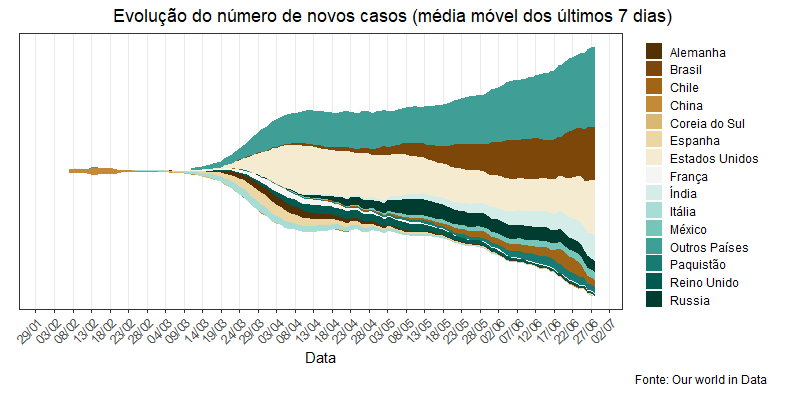 Evolução do número de novos casos (média móvel dos últimos 7 dias)
Alemanha
Brasil
Chile
China
Coreia do Sul
Espanha
Estados Unidos
França
Índia
Itália
México
Outros Países
Paquistão
Reino Unido
Russia
29/01 03/02 08/02 13/02 18/02 23/02 28/02 04/03 09/03 14/03 19/03 24/03 29/03 03/04 08/04 13/04 18/04 23/04 28/04 03/05 08/05 13/05 18/05 23/05 28/05 02/06 07/06 12/06 17/06 22/06 27/06 02/07
Data
Fonte: Our world in Data